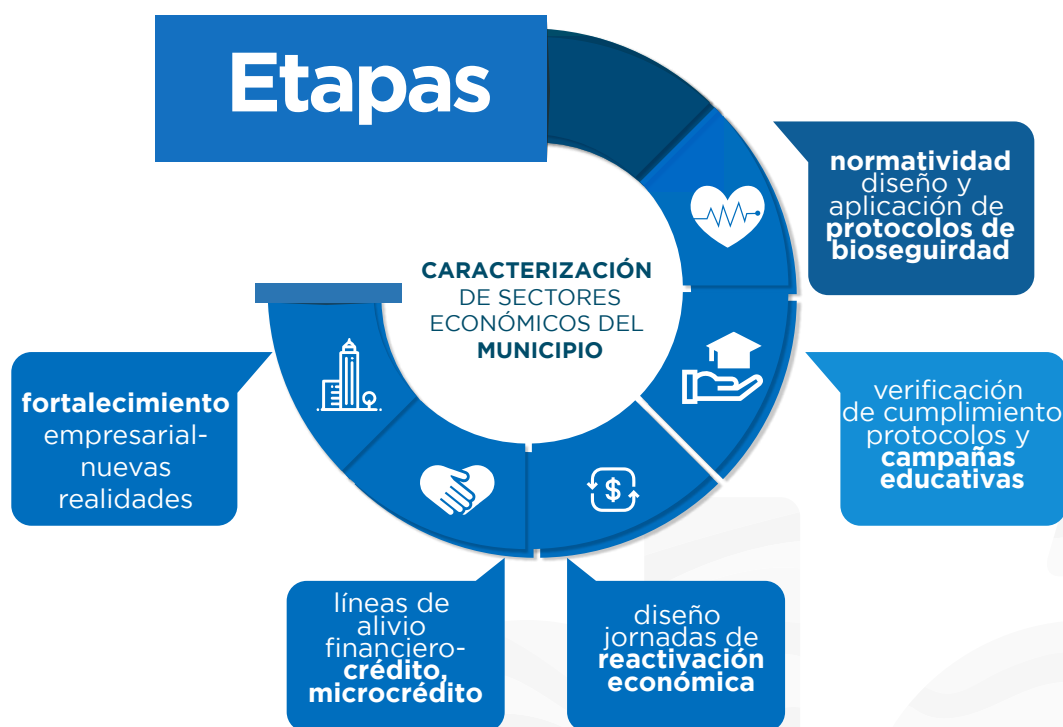 Etapas
CARACTERIZACIÓN
DE SECTORES
ECONÓMICOS DEL
MUNICIPIO
normatividad
diseño y
aplicación de
protocolos de
bioseguirdad
verificación
de cumplimiento
protocolos y
campañas
educativas
diseño
jornadas de
reactivación
económica
líneas de
alivio
financiero-
crédito,
microcrédito
fortalecimiento
empresarial-
nuevas
realidades
$